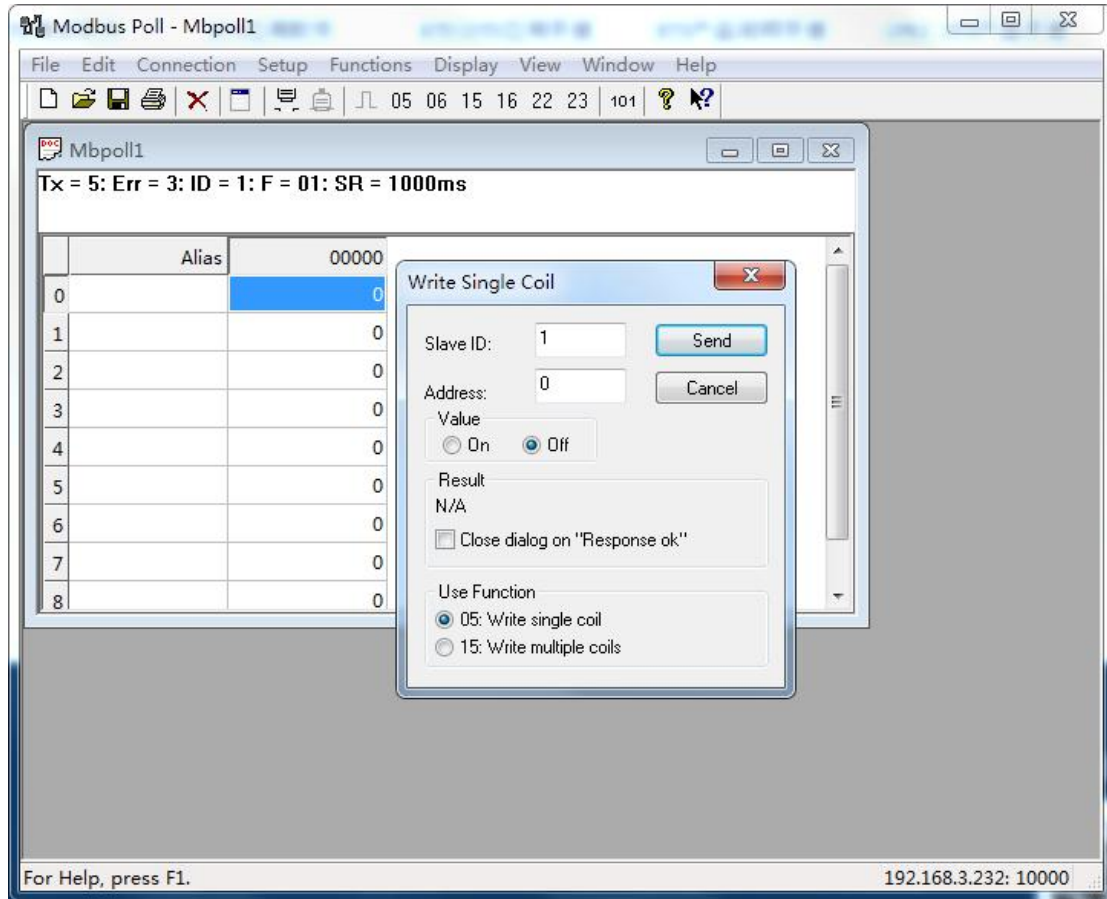 Modbus Poll - Mbpoll1
File Edit Connection Setup Functions Display View Window Help
05 06 15 16 22 23 101
DOC Mbpoll1
Tx = 5: Err = 3: ID = 1: F = 01: SR = 1000ms
Alias 00000
0 0
1 0
2 0
3 0
4 0
5 0
6 0
7 0
8 0
Write Single Coil
Slave ID: 1 Send
Address: 0 Cancel
Value
On Off
Result
N/A
Close dialog on "Response ok"
Use Function
05: Write single coil
15: Write multiple coils
For Help, press F1. 192.168.3.232: 10000